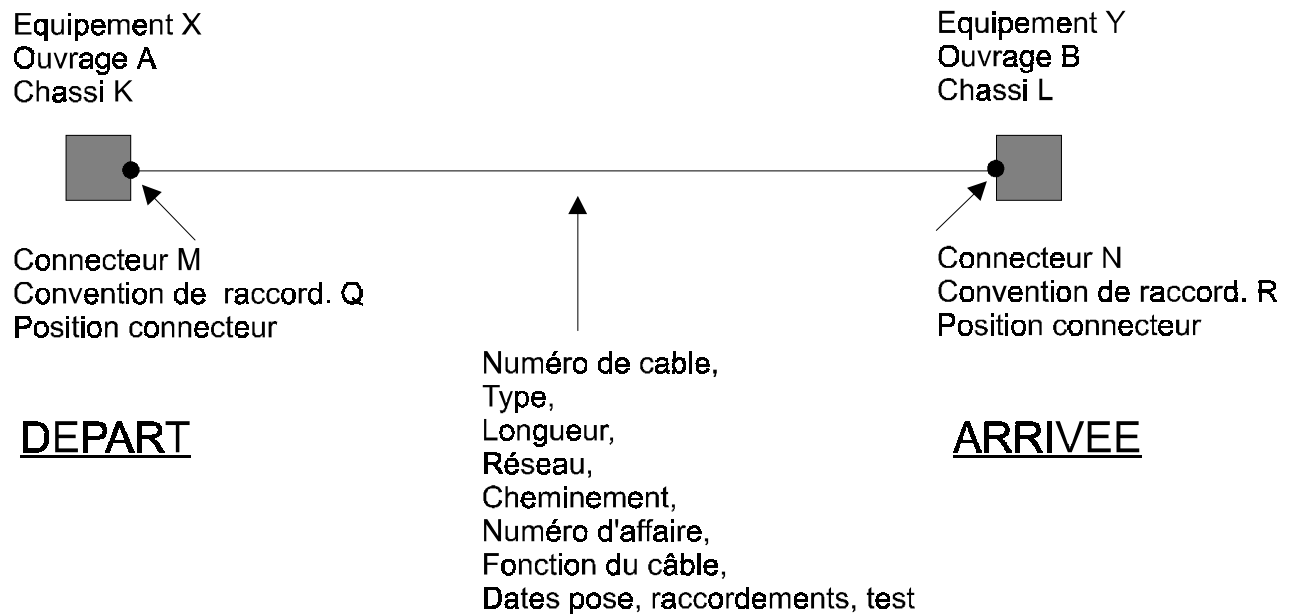 Equipement X
Ouvrage A
Chassi K
Equipement Y
Ouvrage B
Chassi L
Connecteur M
Convention de raccord. Q
Position connecteur
Connecteur N
Convention de raccord. R
Position connecteur
Numéro de cable,
Type,
Longueur,
Réseau,
Cheminement,
Numéro d'affaire,
Fonction du câble,
Dates pose, raccordements, test
DEPART
ARRIVEE